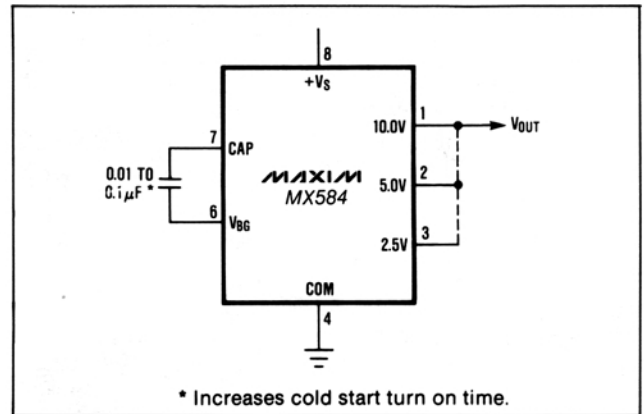 8
+VS
7
CAP
0.01 TO
0.1µF *
6
VBG
MAXIM
MX584
10.0V
1
VOUT
5.0V
2
2.5V
3
COM
4
* Increases cold start turn on time.